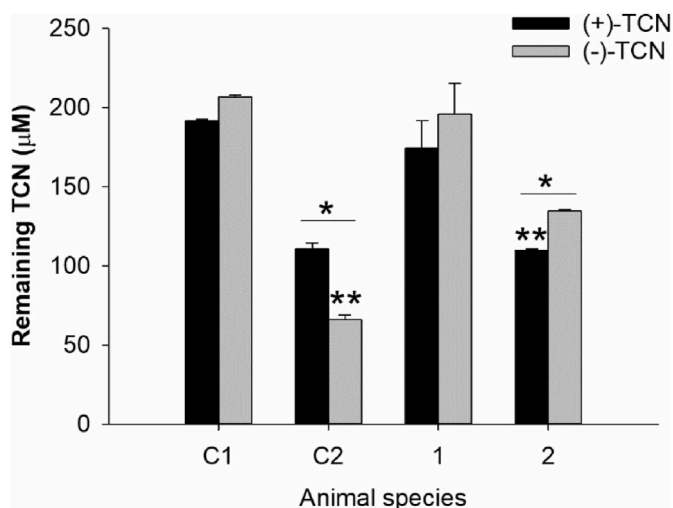 250
(+)-TCN
(-)-TCN
200
150
100
50
0
Remaining TCN (μM)
*
**
*
**
C1 C2 1 2
Animal species